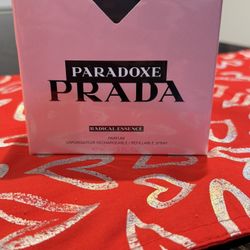 PARADOXE
PRADA
RADICAL ESSENCE
PARFUM
VAPORISATEUR RECHARGEABLE / REFILLABLE SPRAY